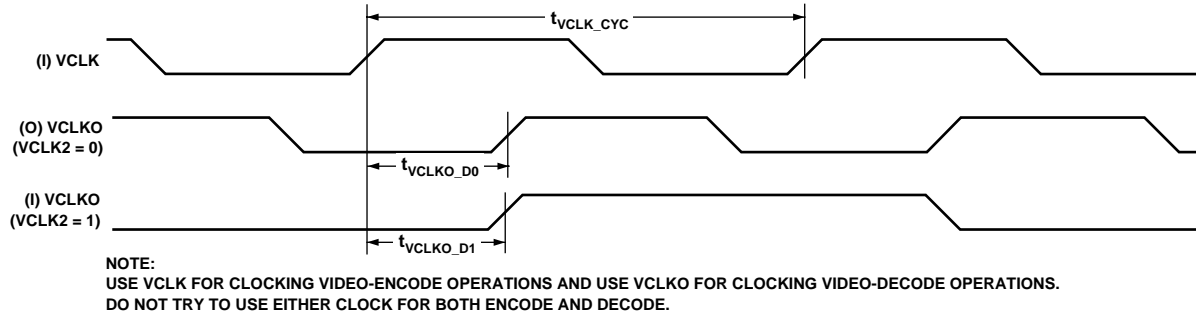 tVCLK_CYC
(I) VCLK
(O) VCLKO
(VCLK2 = 0)
tVCLKO_D0
(I) VCLKO
(VCLK2 = 1)
tVCLKO_D1
NOTE:
USE VCLK FOR CLOCKING VIDEO-ENCODE OPERATIONS AND USE VCLKO FOR CLOCKING VIDEO-DECODE OPERATIONS.
DO NOT TRY TO USE EITHER CLOCK FOR BOTH ENCODE AND DECODE.